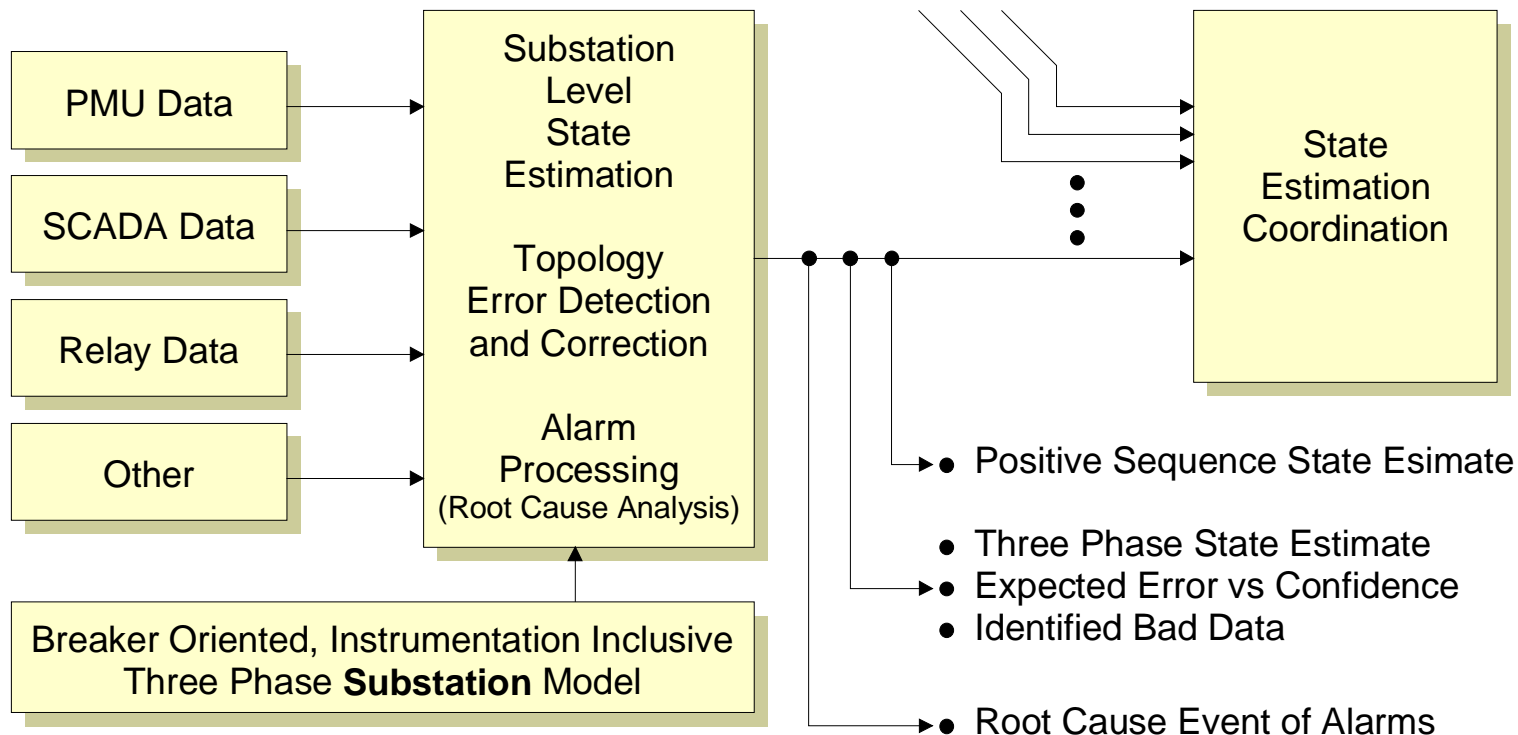 PMU Data
SCADA Data
Relay Data
Other
Substation
Level
State
Estimation
Topology
Error Detection
and Correction
Alarm
Processing
(Root Cause Analysis)
Breaker Oriented, Instrumentation Inclusive
Three Phase Substation Model
State
Estimation
Coordination
● Positive Sequence State Esimate
● Three Phase State Estimate
● Expected Error vs Confidence
● Identified Bad Data
● Root Cause Event of Alarms